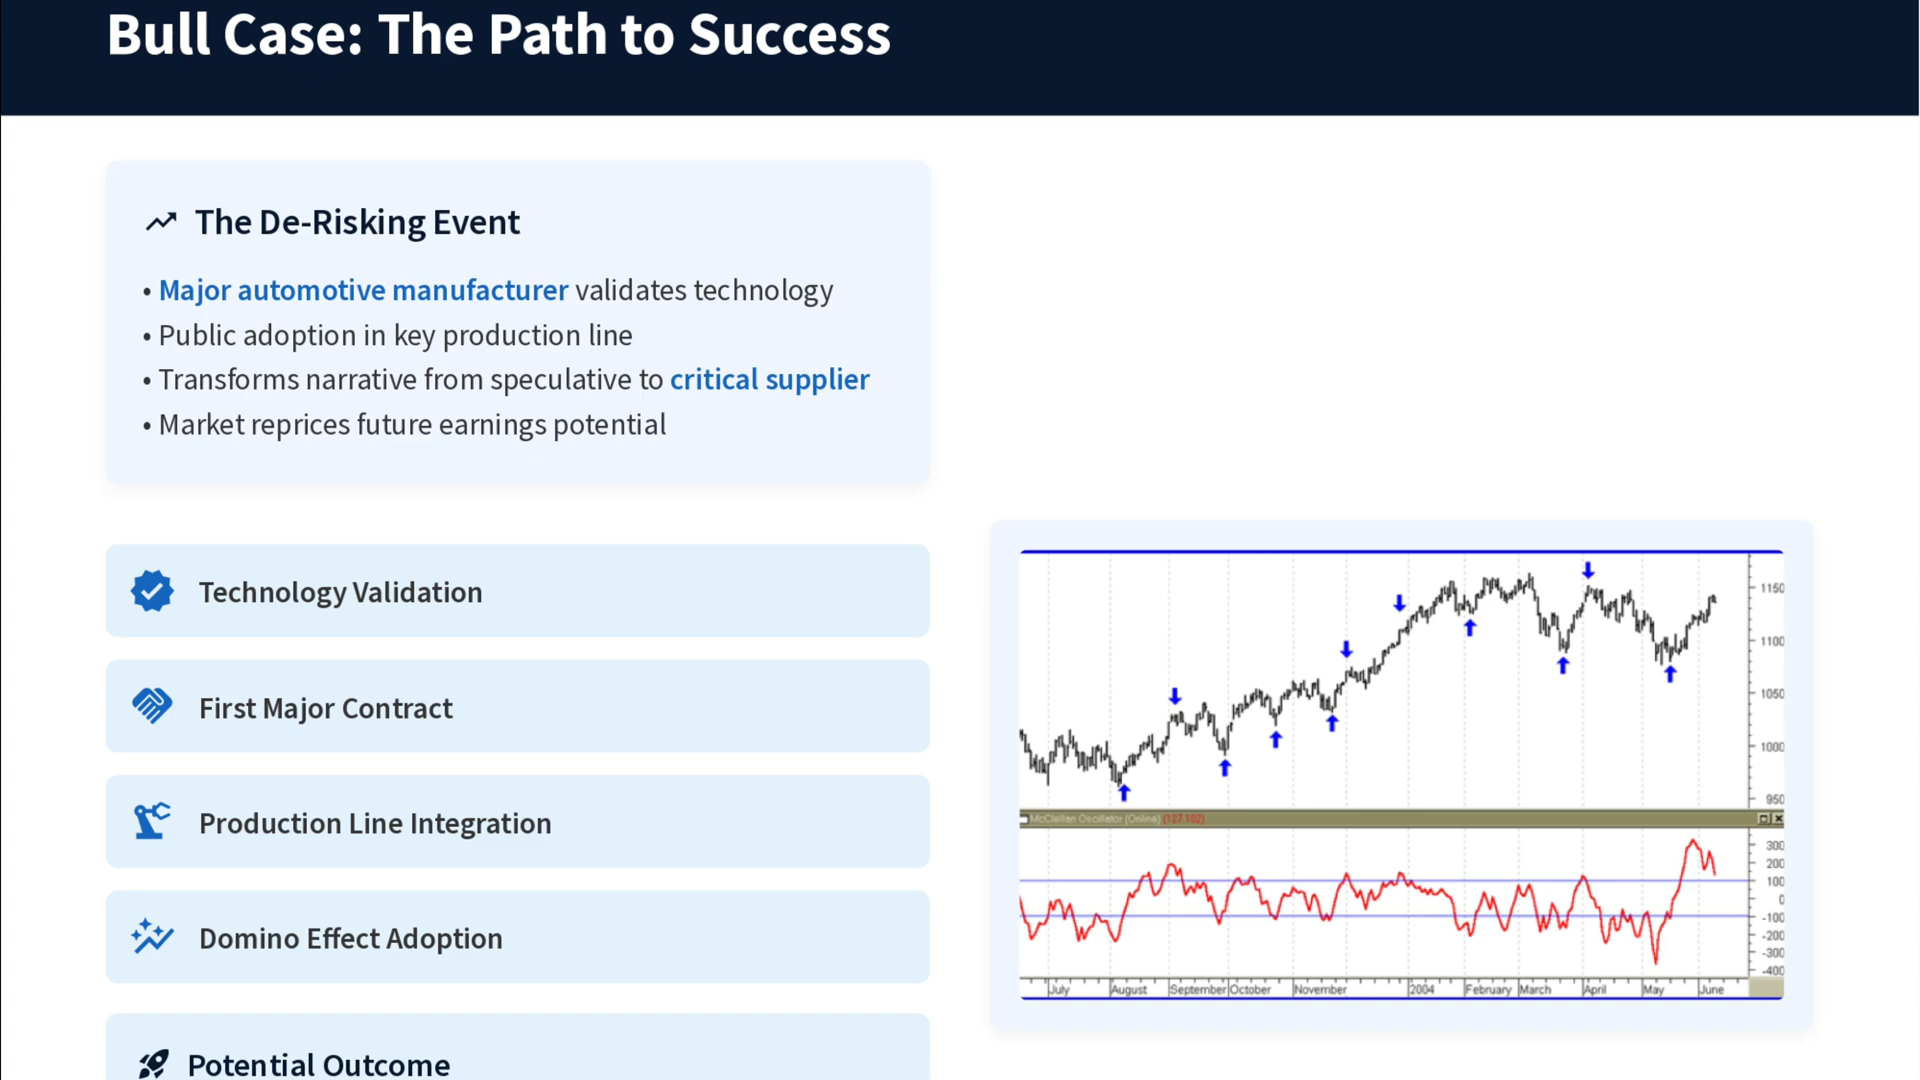 Bull Case: The Path to Success
The De-Risking Event
• Major automotive manufacturer validates technology
• Public adoption in key production line
• Transforms narrative from speculative to critical supplier
• Market reprices future earnings potential
Technology Validation
First Major Contract
Production Line Integration
Domino Effect Adoption
Potential Outcome
1150
1100
1050
1000
950
McClellan Oscillator (Online) (127.102)
300
200
100
0
-100
-200
-300
-400
July August September October November 2004 February March April May June